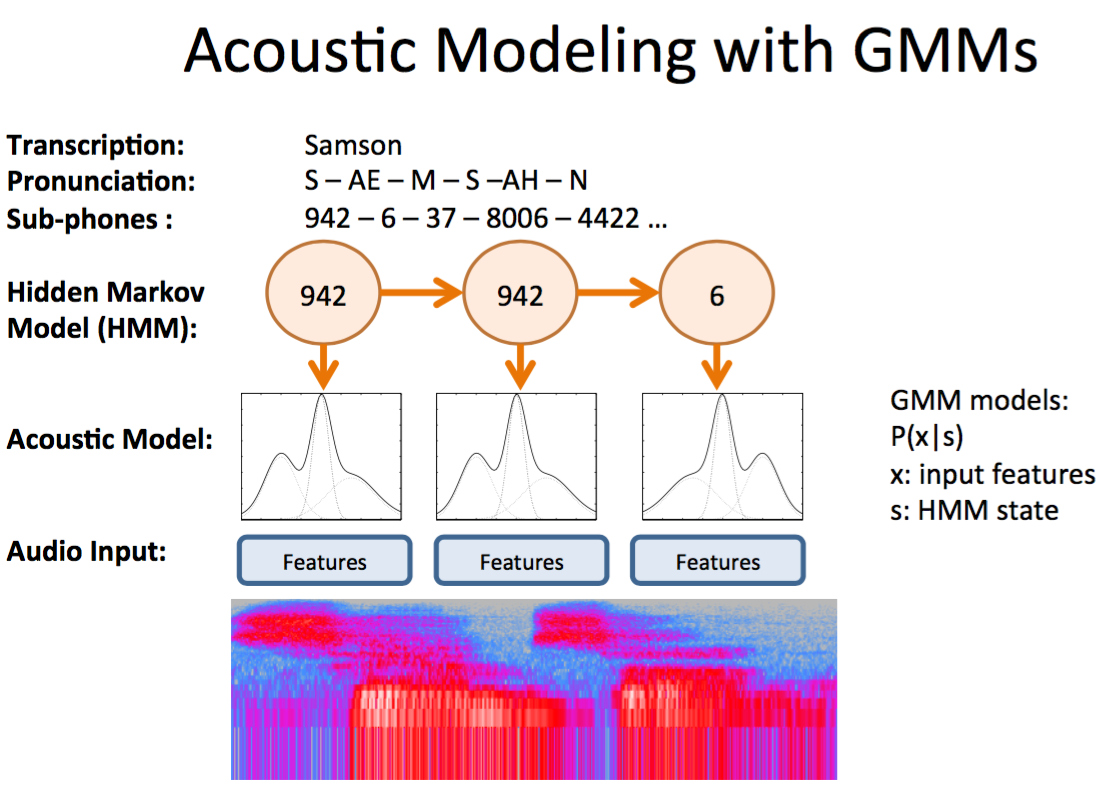 Acoustic Modeling with GMMs
Transcription: Samson
Pronunciation: S – AE – M – S –AH – N
Sub-phones : 942 – 6 – 37 – 8006 – 4422 ...
Hidden Markov
Model (HMM):
942 942 6
Acoustic Model:
GMM models:
P(x|s)
x: input features
s: HMM state
Audio Input:
Features Features Features